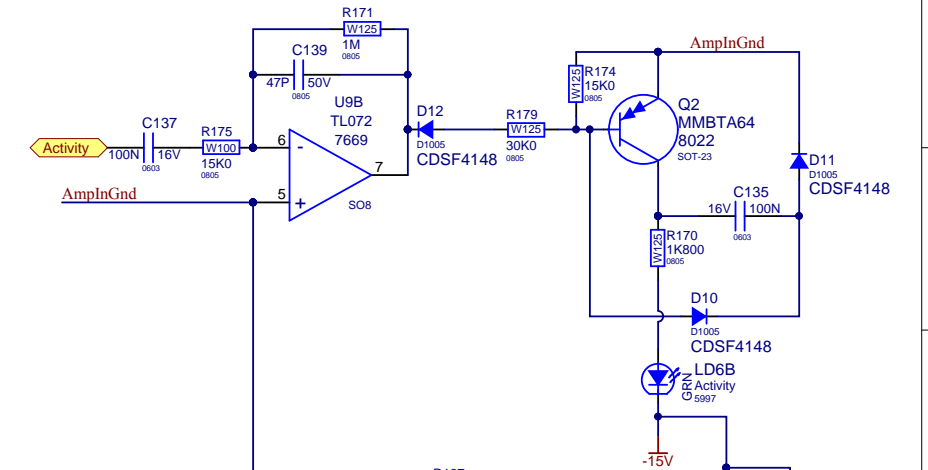 R171
W125
1M
0805
C139
47P 50V
0805
U9B
TL072
7669
6
-
7
5
+
SO8
Activity
C137
100N 16V
0603
R175
W100
15K0
0805
AmpInGnd
D12
D1005
CDSF4148
R179
W125
30K0
0805
AmpInGnd
R174
W125
15K0
0805
Q2
MMBTA64
8022
SOT-23
D11
D1005
CDSF4148
C135
16V 100N
0603
R170
W125
1K800
0805
D10
D1005
CDSF4148
LD6B
GRN
Activity
5997
-15V